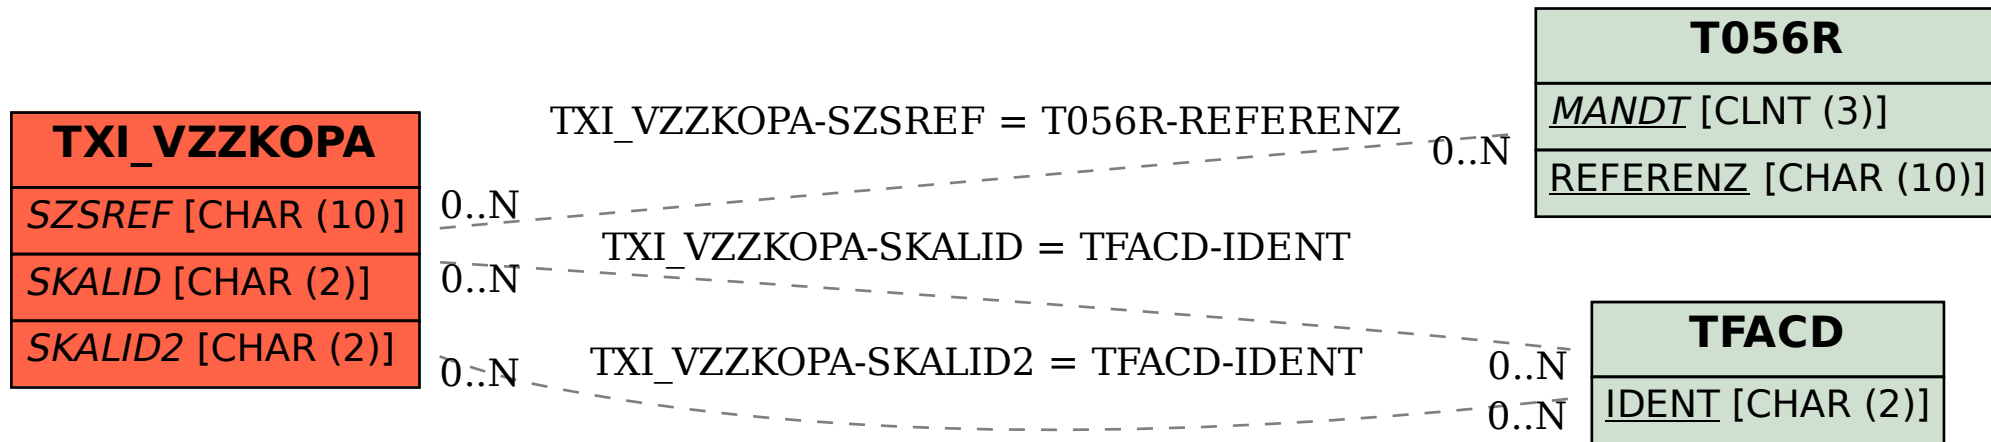 TXI_VZZKOPA
SZSREF [CHAR (10)]
SKALID [CHAR (2)]
SKALID2 [CHAR (2)]
TXI_VZZKOPA-SZSREF = T056R-REFERENZ
0..N
0..N
TXI_VZZKOPA-SKALID = TFACD-IDENT
0..N
0..N
TXI_VZZKOPA-SKALID2 = TFACD-IDENT
0..N
0..N
T056R
MANDT [CLNT (3)]
REFERENZ [CHAR (10)]
TFACD
IDENT [CHAR (2)]